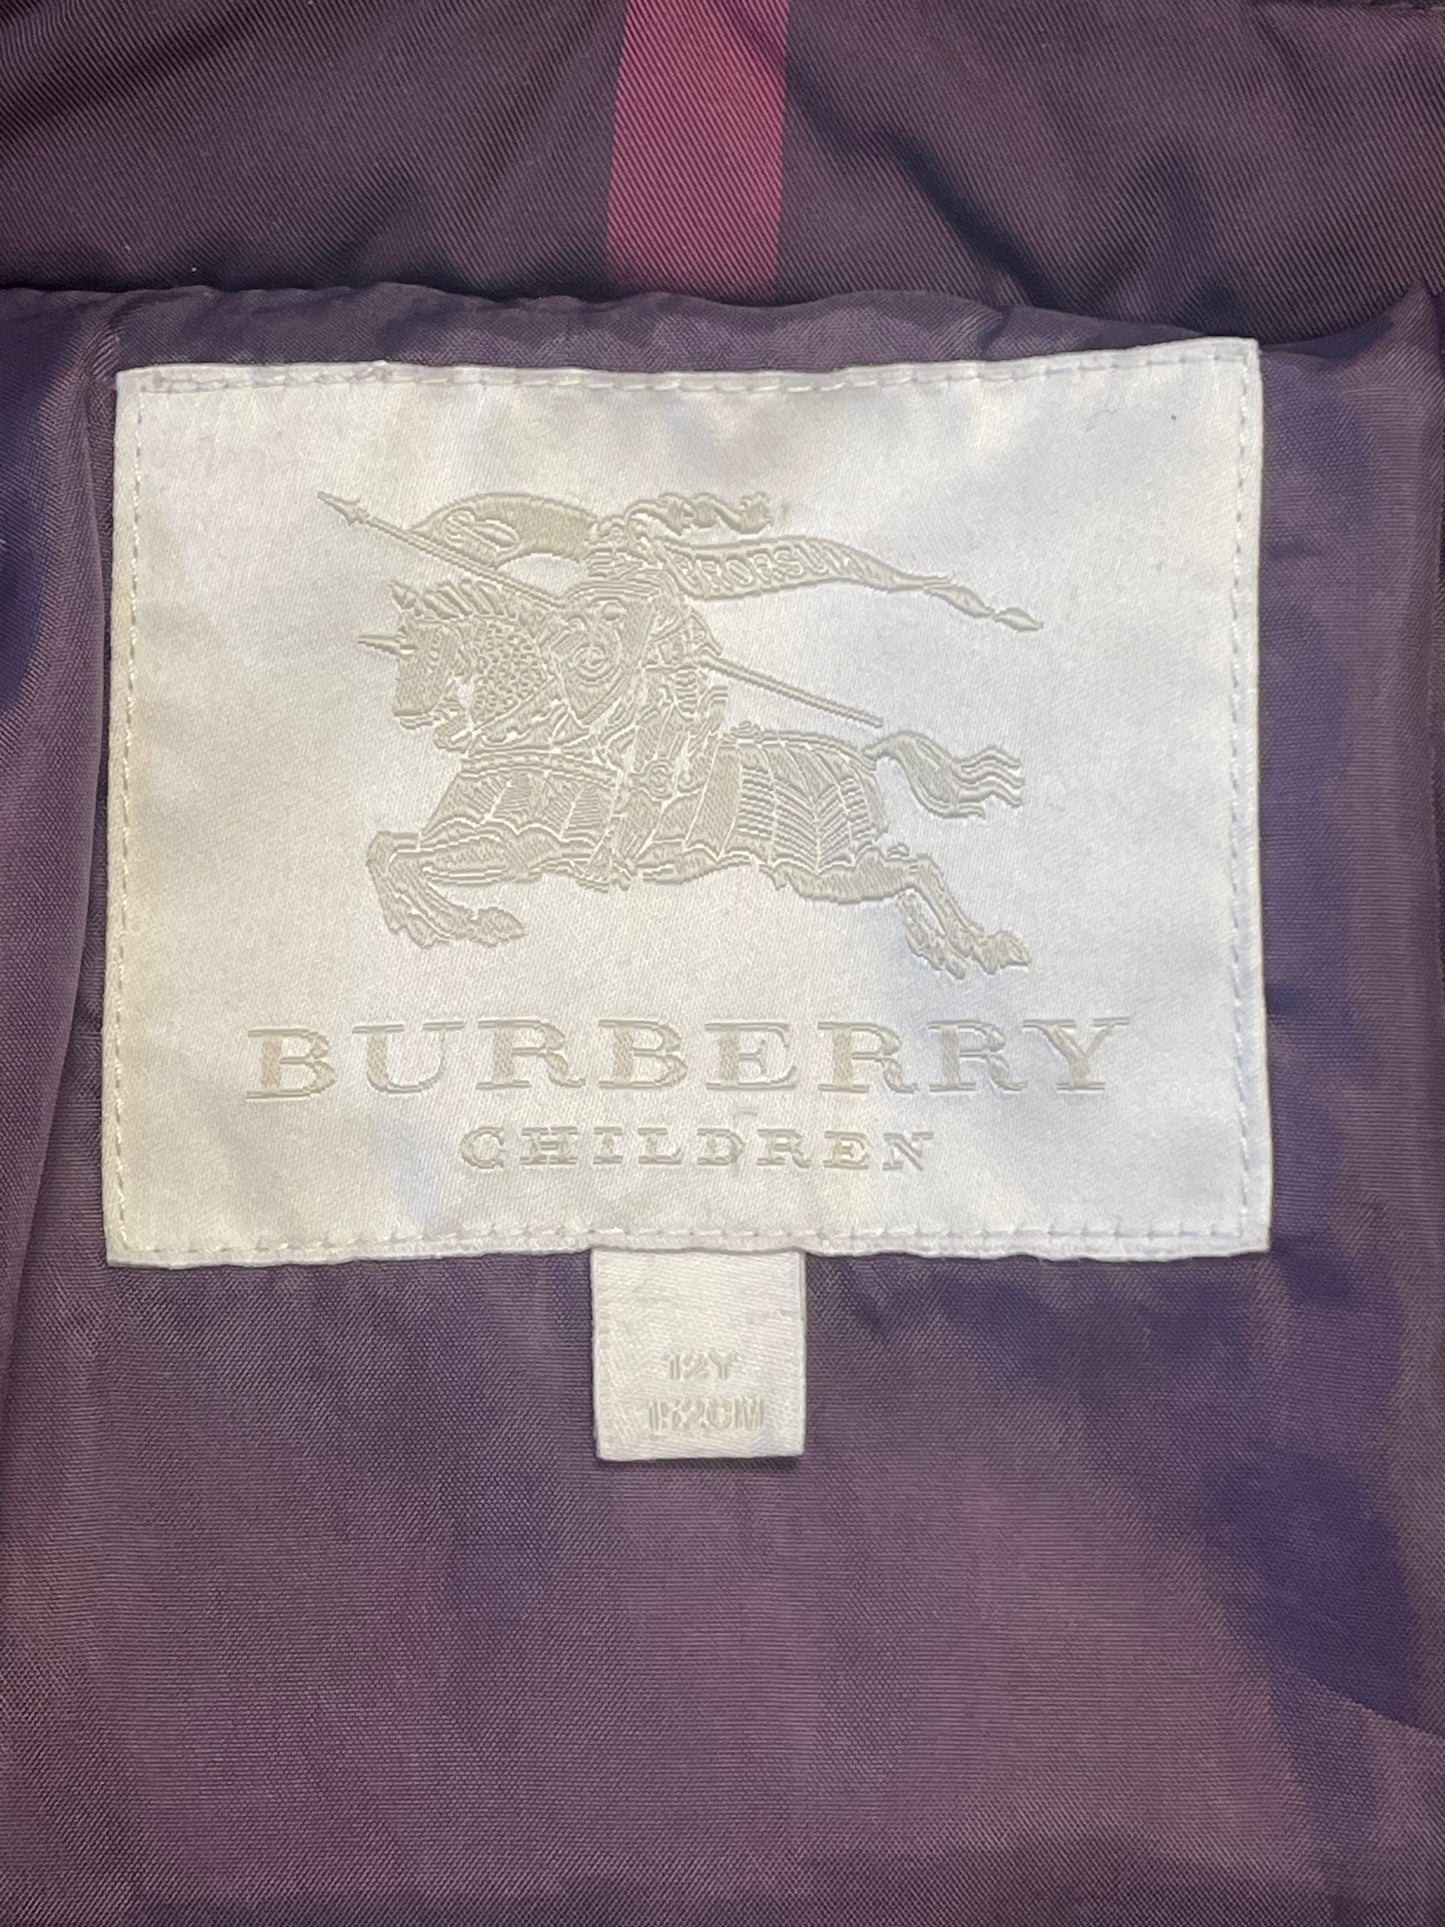 PRORSUM
BURBERRY
CHILDREN
12Y
152CM